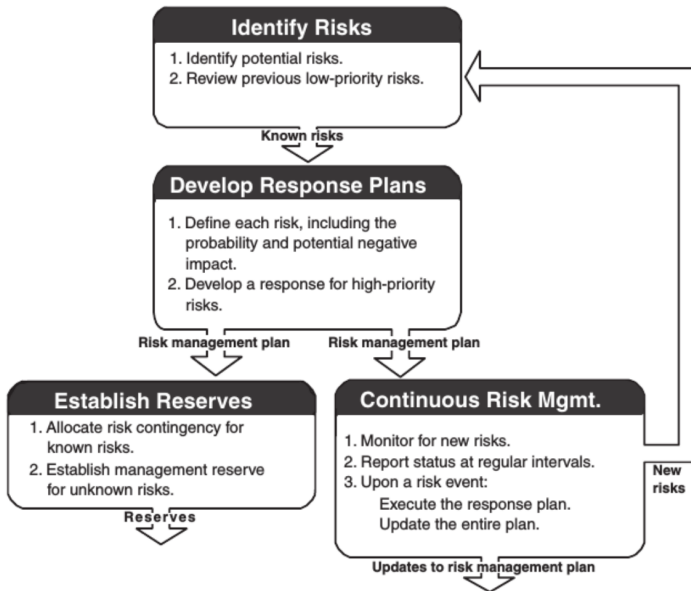 Identify Risks
1. Identify potential risks.
2. Review previous low-priority risks.
Known risks
Develop Response Plans
1. Define each risk, including the
probability and potential negative
impact.
2. Develop a response for high-priority
risks.
Risk management plan
Risk management plan
Establish Reserves
1. Allocate risk contingency for
known risks.
2. Establish management reserve
for unknown risks.
Reserves
Continuous Risk Mgmt.
1. Monitor for new risks.
2. Report status at regular intervals.
3. Upon a risk event:
Execute the response plan.
Update the entire plan.
New
risks
Updates to risk management plan